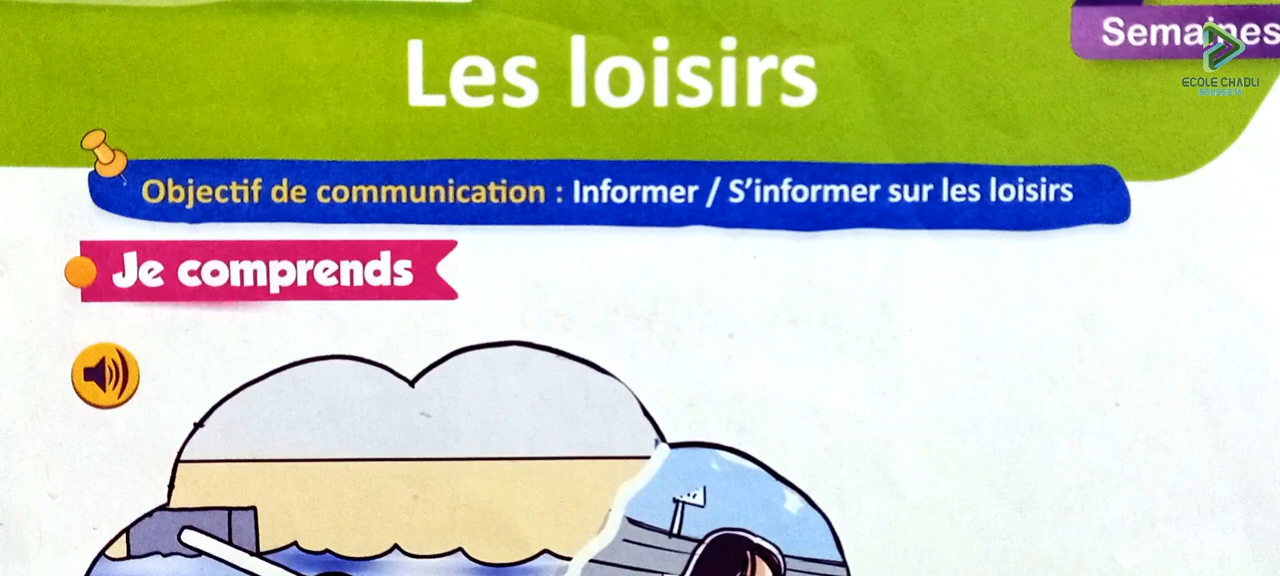 Semaines
ECOLE CHADLI
Les loisirs
Objectif de communication : Informer / S'informer sur les loisirs
Je comprends